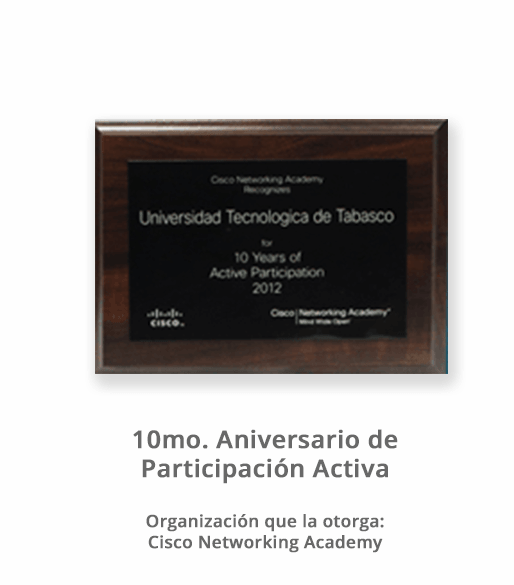 Cisco Networking Academy
Recognizes
Universidad Tecnologica de Tabasco
for
10 Years of
Active Participation
2012
CISCO.
Cisco Networking Academy®
Mind Wide Open™
10mo. Aniversario de
Participación Activa
Organización que la otorga:
Cisco Networking Academy